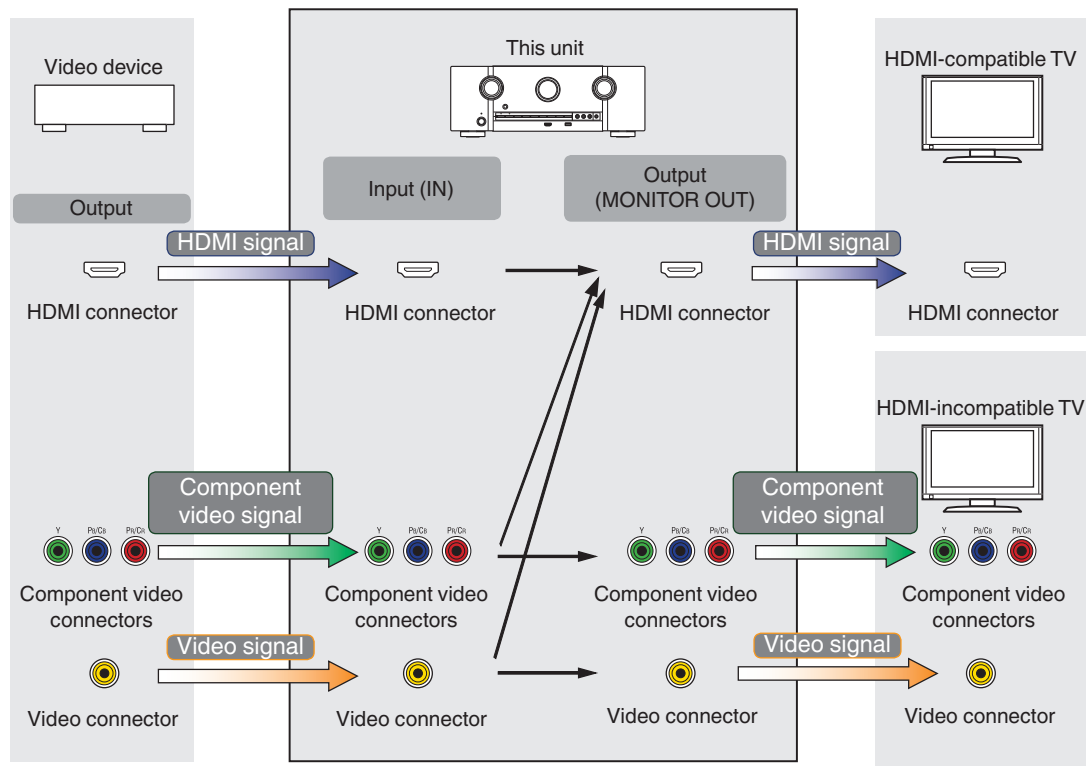 Video device
This unit
HDMI-compatible TV
Output
Input (IN)
Output
(MONITOR OUT)
HDMI signal
HDMI signal
HDMI connector
HDMI connector
HDMI connector
HDMI connector
HDMI-incompatible TV
Component
video signal
Component
video signal
Y PB/CB PR/CR
Y PB/CB PR/CR
Y PB/CB PR/CR
Y PB/CB PR/CR
Component video
connectors
Component video
connectors
Component video
connectors
Component video
connectors
Video signal
Video signal
Video connector
Video connector
Video connector
Video connector